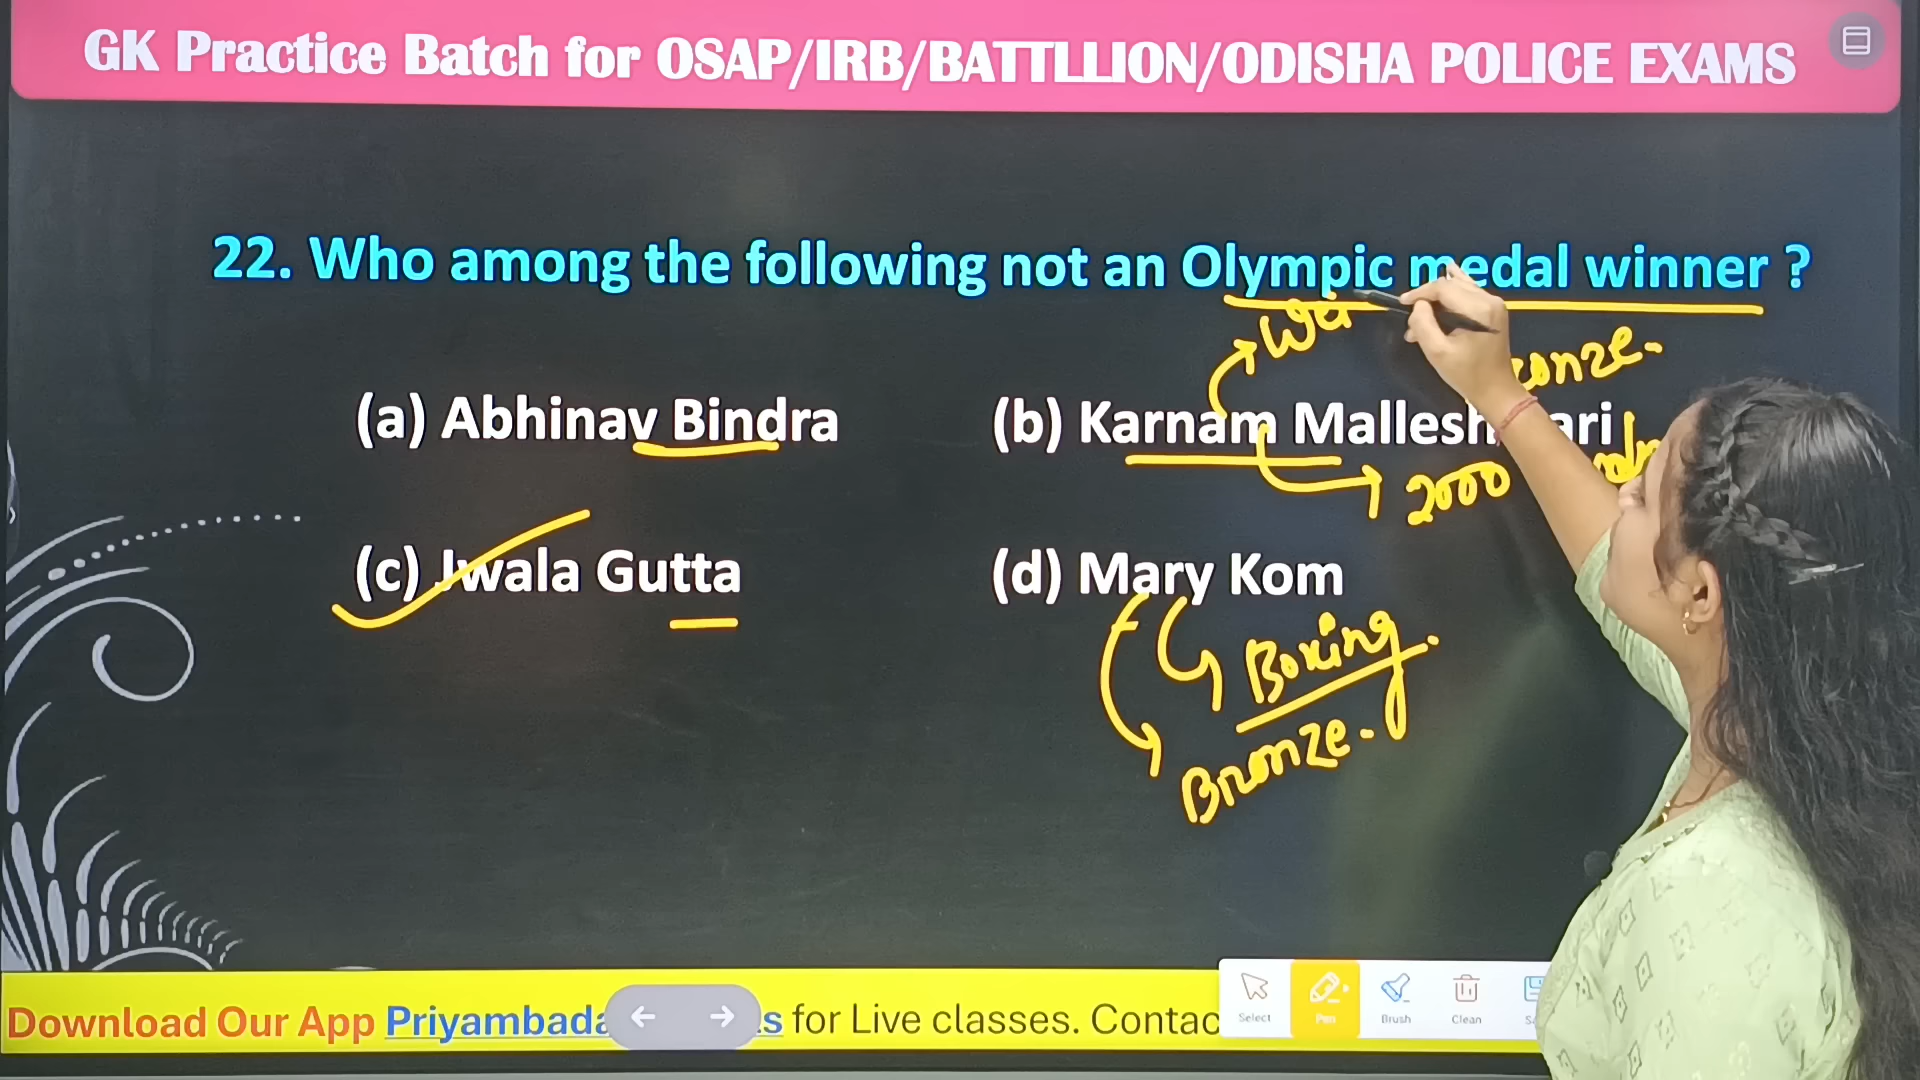 GK Practice Batch for OSAP/IRB/BATTLLION/ODISHA POLICE EXAMS
22. Who among the following not an Olympic medal winner ?
(a) Abhinav Bindra
(b) Karnam Mallesh ari
2000
(c) Jwala Gutta
(d) Mary Kom
Boxing.
Bronze.
Download Our App Priyambada s for Live classes. Contac
Select Pen Brush Clean